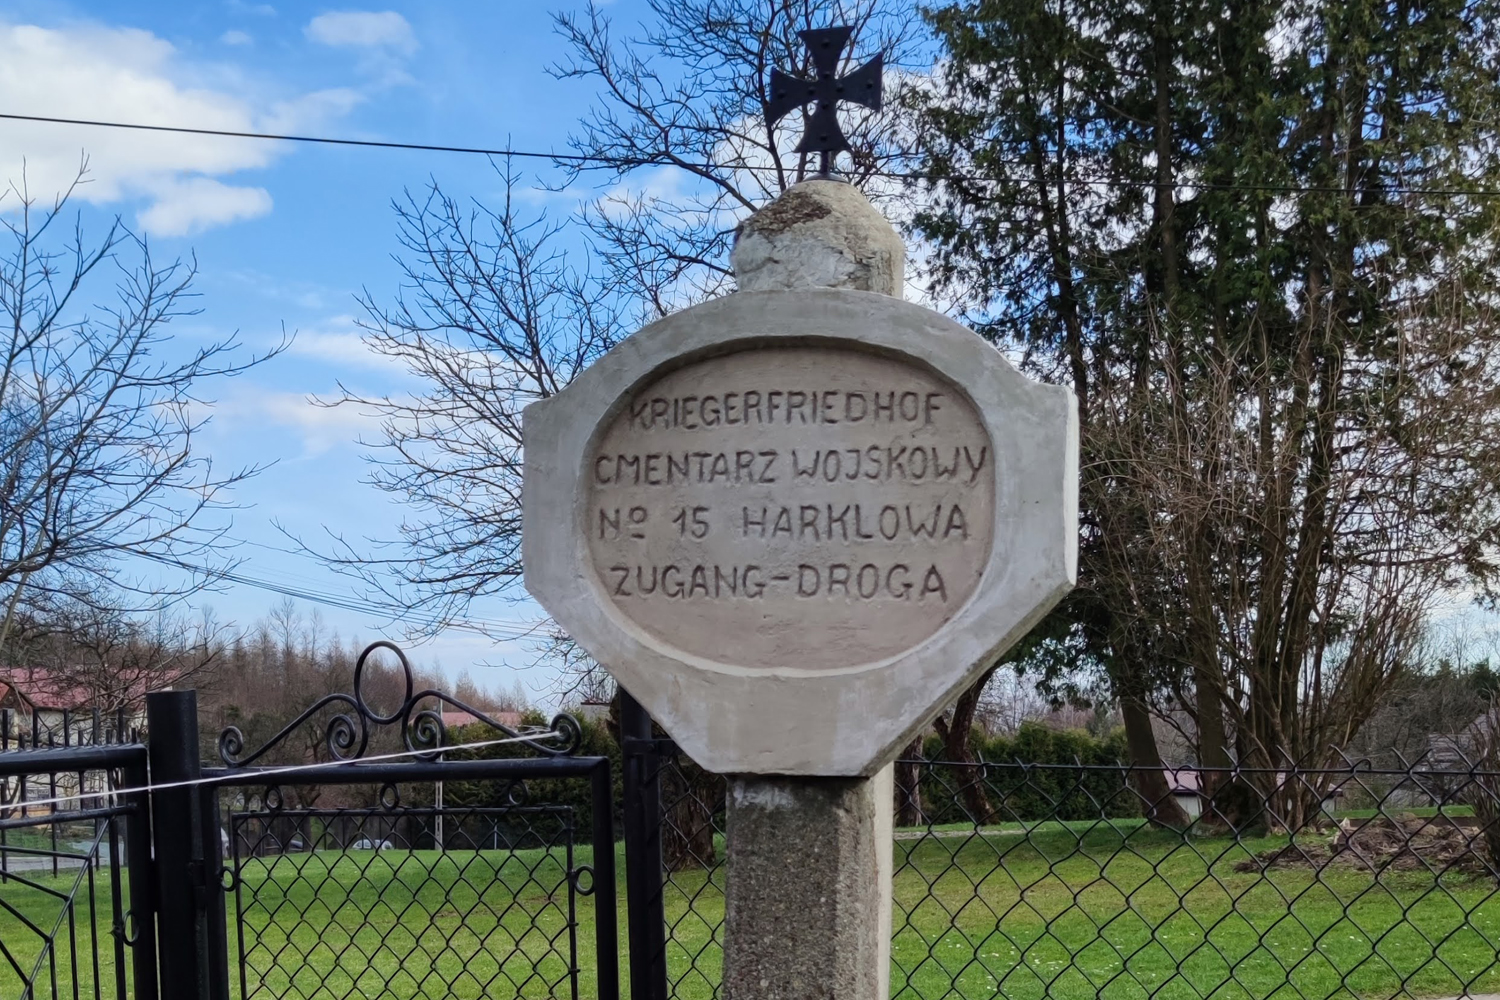 KRIEGERFRIEDHOF
CMENTARZ WOJSKOWY
Nº 15 HARKLOWA
ZUGANG-DROGA